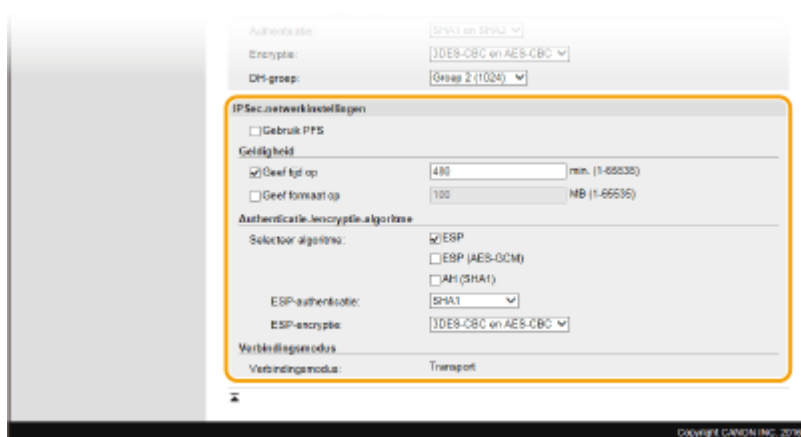 Authenticatie: SHA1 en SHA2
Encryptie: 3DES-CBC en AES-CBC
DH-groep: Groep 2 (1024)
IPSec.netwerkinstellingen
Gebruik PFS
Geldigheid
Geef tijd op 480 min. (1-65535)
Geef formaat op 100 MB (1-65535)
Authenticatie-/encryptie.algoritme
Selecteer algoritme: ESP
ESP (AES-GCM)
AH (SHA1)
ESP-authenticatie: SHA1
ESP-encryptie: 3DES-CBC en AES-CBC
Verbindingsmodus
Verbindingsmodus: Transport
Copyright CANON INC. 2016